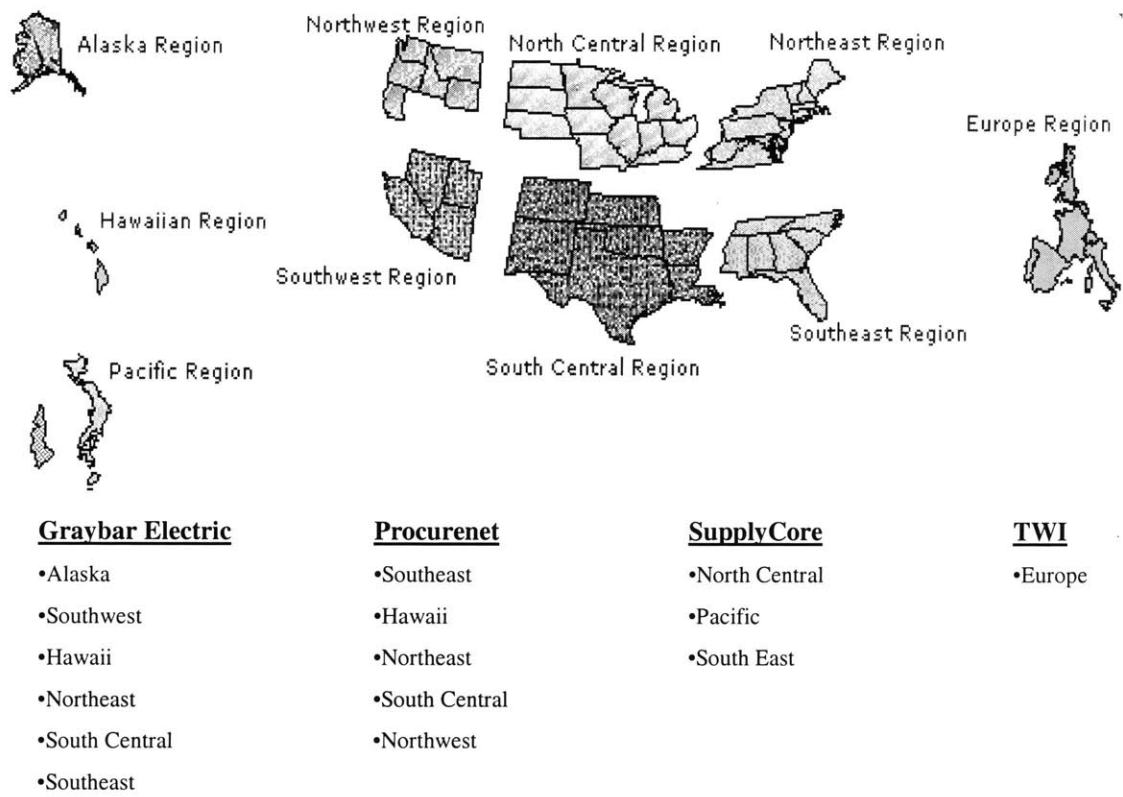 Alaska Region
Northwest Region
North Central Region
Northeast Region
Europe Region
Hawaiian Region
Southwest Region
South Central Region
Southeast Region
Pacific Region
Graybar Electric
•Alaska
•Southwest
•Hawaii
•Northeast
•South Central
•Southeast
Procurenet
•Southeast
•Hawaii
•Northeast
•South Central
•Northwest
SupplyCore
•North Central
•Pacific
•South East
TWI
•Europe